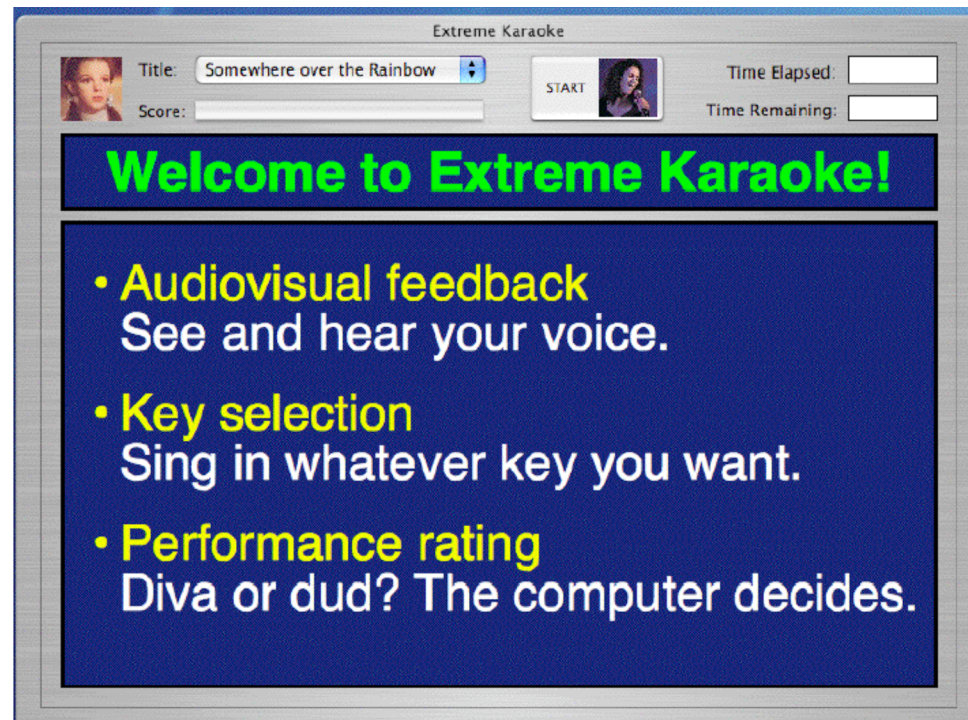 Extreme Karaoke
Title: Somewhere over the Rainbow
START
Time Elapsed:
Score:
Time Remaining:
Welcome to Extreme Karaoke!
• Audiovisual feedback
See and hear your voice.
• Key selection
Sing in whatever key you want.
• Performance rating
Diva or dud? The computer decides.